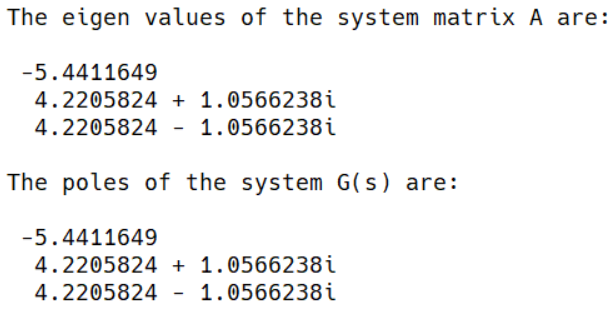 The eigen values of the system matrix A are:
-5.4411649
4.2205824 + 1.0566238i
4.2205824 - 1.0566238i
The poles of the system G(s) are:
-5.4411649
4.2205824 + 1.0566238i
4.2205824 - 1.0566238i